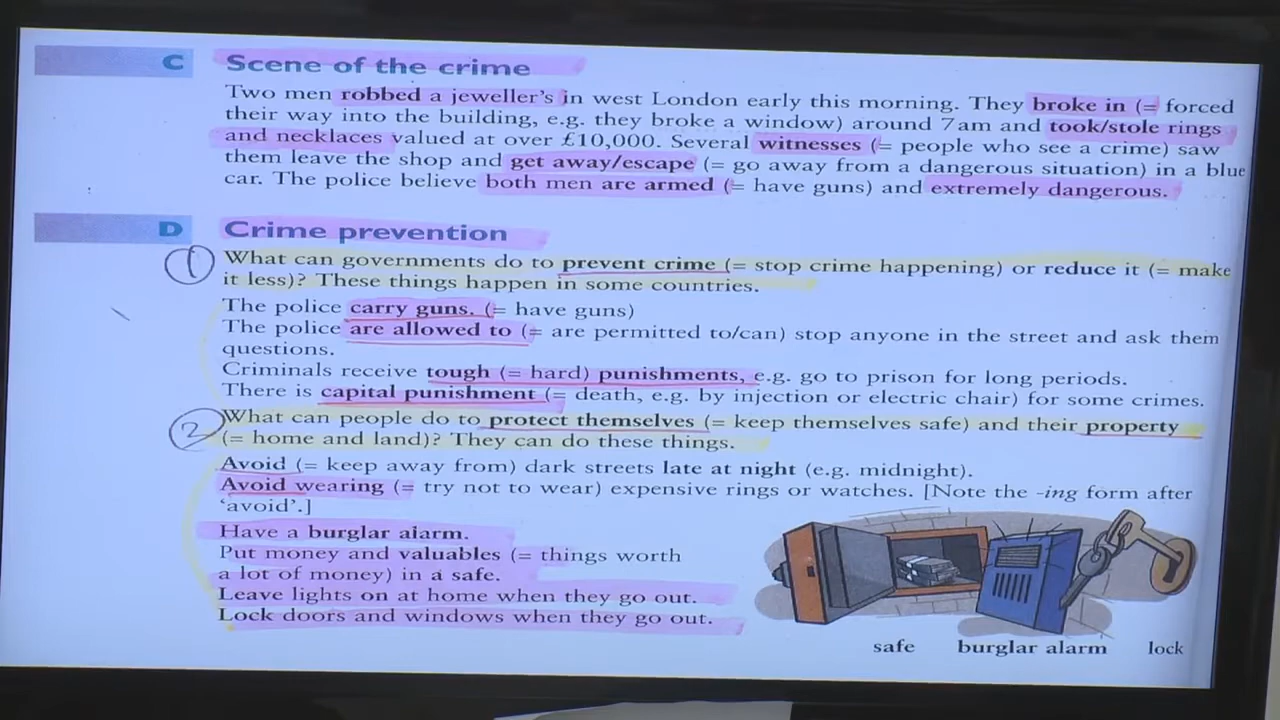 C Scene of the crime
Two men robbed a jeweller's in west London early this morning. They broke in (= forced
their way into the building, e.g. they broke a window) around 7am and took/stole rings
and necklaces valued at over £10,000. Several witnesses (= people who see a crime) saw
them leave the shop and get away/escape (= go away from a dangerous situation) in a blue
car. The police believe both men are armed (= have guns) and extremely dangerous.
D Crime prevention
1 What can governments do to prevent crime (= stop crime happening) or reduce it (= make
it less)? These things happen in some countries.
The police carry guns. (= have guns)
The police are allowed to (= are permitted to/can) stop anyone in the street and ask them
questions.
Criminals receive tough (= hard) punishments, e.g. go to prison for long periods.
There is capital punishment (= death, e.g. by injection or electric chair) for some crimes.
2 What can people do to protect themselves (= keep themselves safe) and their property
(= home and land)? They can do these things.
Avoid (= keep away from) dark streets late at night (e.g. midnight).
Avoid wearing (= try not to wear) expensive rings or watches. [Note the -ing form after
'avoid'.]
Have a burglar alarm.
Put money and valuables (= things worth
a lot of money) in a safe.
Leave lights on at home when they go out.
Lock doors and windows when they go out.
safe burglar alarm lock